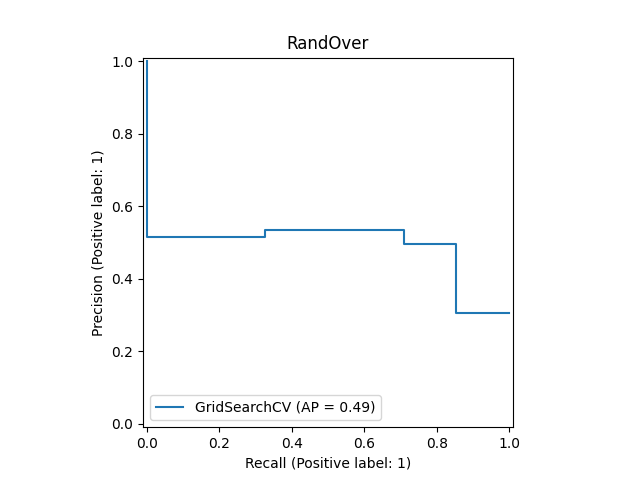 RandOver
1.0
0.8
0.6
0.4
0.2
0.0
Precision (Positive label: 1)
GridSearchCV (AP = 0.49)
0.0 0.2 0.4 0.6 0.8 1.0
Recall (Positive label: 1)